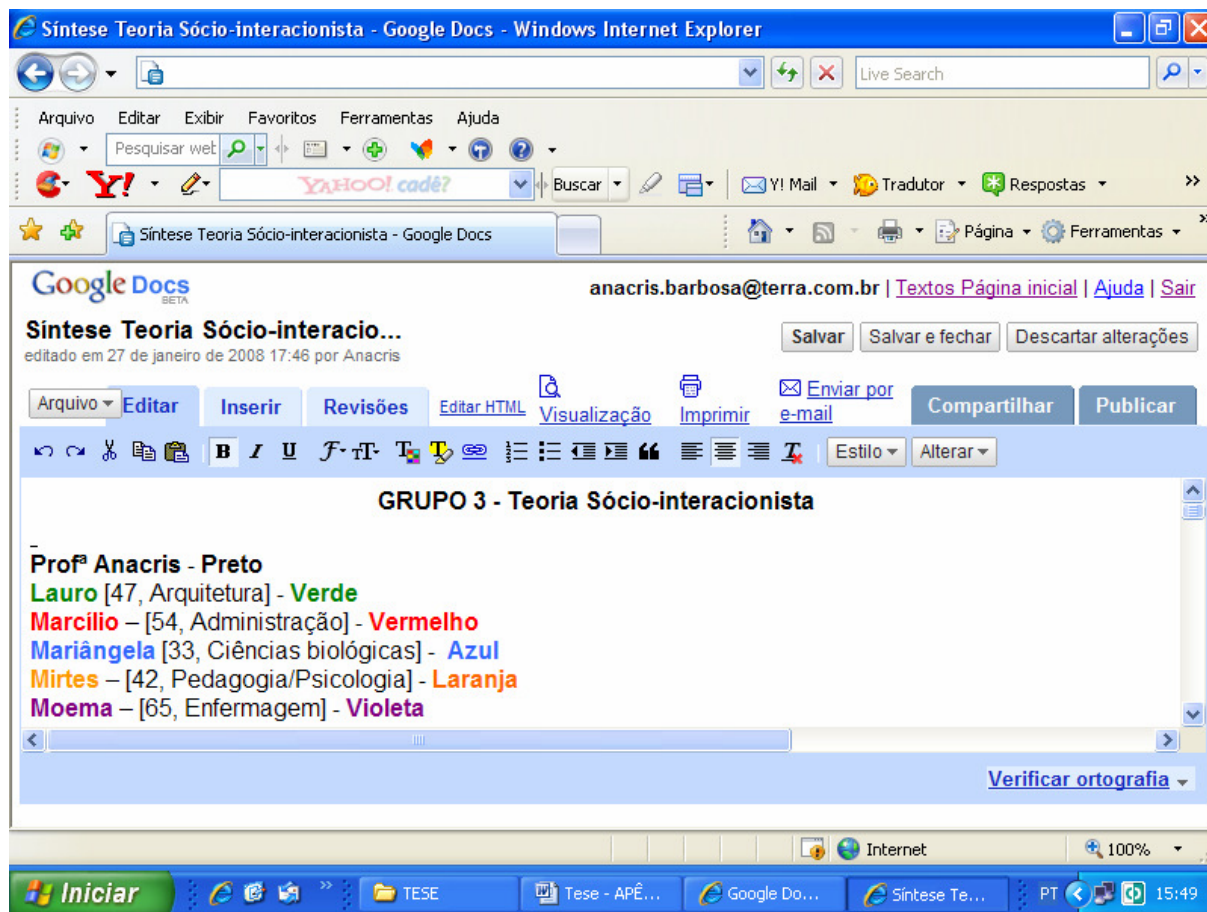 Síntese Teoria Sócio-interacionista - Google Docs - Windows Internet Explorer
Live Search
Arquivo Editar Exibir Favoritos Ferramentas Ajuda
Pesquisar web
Y! YAHOO! cadê? Buscar Y! Mail Tradutor Respostas »
Síntese Teoria Sócio-interacionista - Google Docs Página Ferramentas »
Google Docs BETA
anacris.barbosa@terra.com.br | Textos Página inicial | Ajuda | Sair
Síntese Teoria Sócio-interacio...
Salvar Salvar e fechar Descartar alterações
editado em 27 de janeiro de 2008 17:46 por Anacris
Arquivo Editar Inserir Revisões Editar HTML Visualização Imprimir Enviar por e-mail Compartilhar Publicar
B I U Estilo Alterar
GRUPO 3 - Teoria Sócio-interacionista
Profª Anacris - Preto
Lauro [47, Arquitetura] - Verde
Marcílio – [54, Administração] - Vermelho
Mariângela [33, Ciências biológicas] - Azul
Mirtes – [42, Pedagogia/Psicologia] - Laranja
Moema – [65, Enfermagem] - Violeta
Verificar ortografia
Internet 100%
Iniciar » TESE Tese - APÊ... Google Do... Síntese Te... PT 15:49